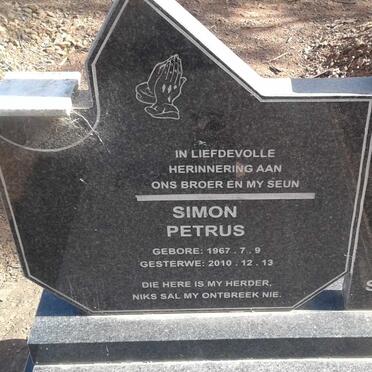 IN LIEFDEVOLLE
HERINNERING AAN
ONS BROER EN MY SEUN
SIMON
PETRUS
GEBORE: 1967 . 7 . 9
GESTERWE: 2010 . 12 . 13
DIE HERE IS MY HERDER,
NIKS SAL MY ONTBREEK NIE.